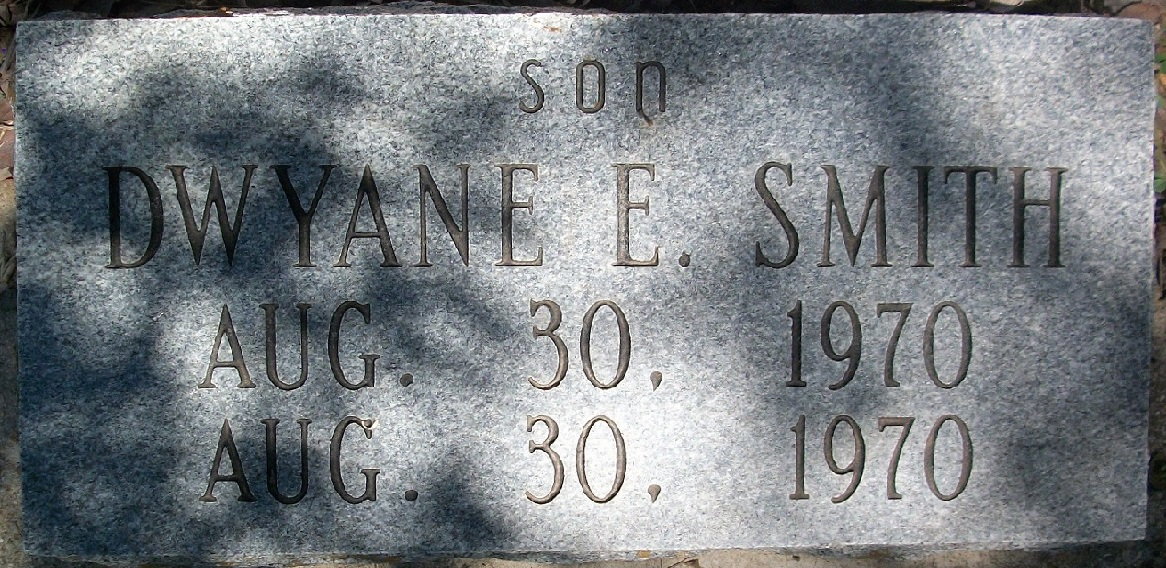 SON
DWYANE E. SMITH
AUG. 30, 1970
AUG. 30, 1970